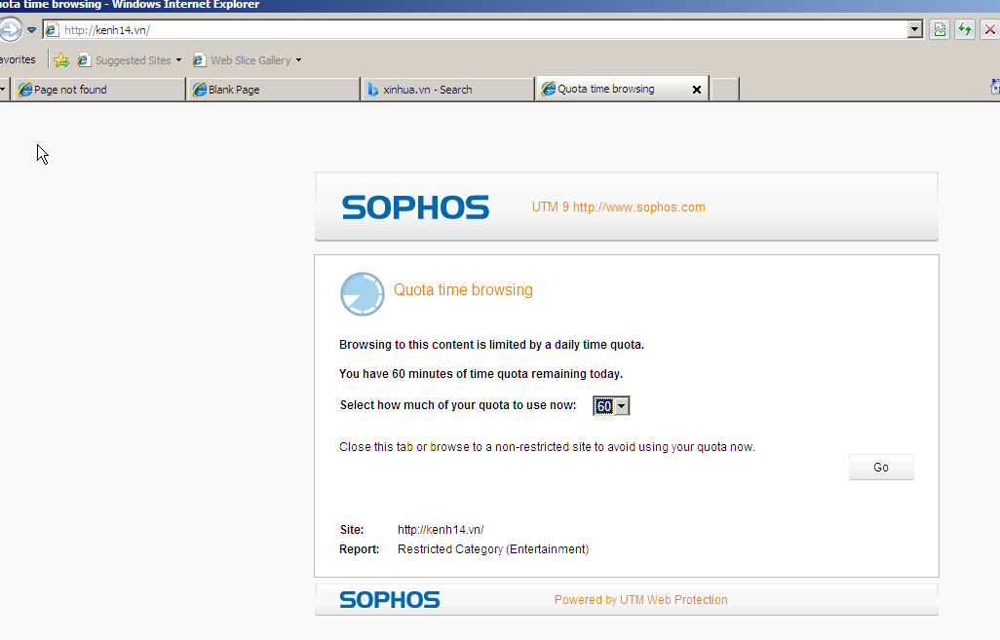 uota time browsing - Windows Internet Explorer
http://kenh14.vn/
avorites Suggested Sites Web Slice Gallery
Page not found Blank Page xinhua.vn - Search Quota time browsing
SOPHOS UTM 9 http://www.sophos.com
Quota time browsing
Browsing to this content is limited by a daily time quota.
You have 60 minutes of time quota remaining today.
Select how much of your quota to use now: 60
Close this tab or browse to a non-restricted site to avoid using your quota now.
Go
Site: http://kenh14.vn/
Report: Restricted Category (Entertainment)
SOPHOS Powered by UTM Web Protection